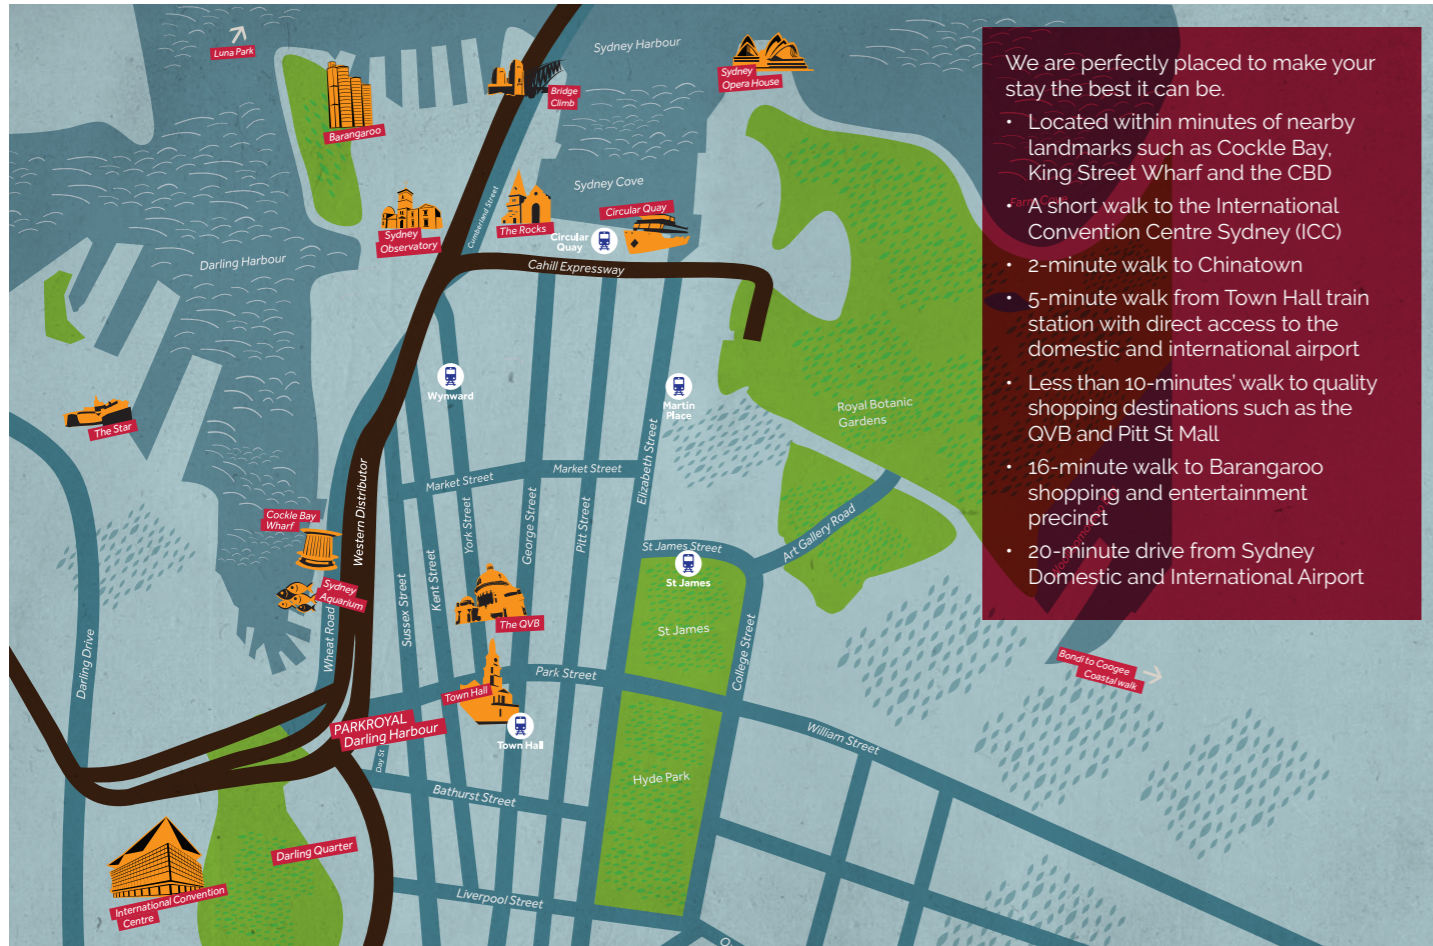 Luna Park
Sydney Harbour
Sydney
Opera House
Bridge
Climb
Barangaroo
Sydney Cove
Cumberland Street
The Rocks
Circular Quay
Circular
Quay
Sydney
Observatory
Darling Harbour
Cahill Expressway
Wynward
Martin
Place
Royal Botanic
Gardens
The Star
Western Distributor
Market Street
Market Street
Elizabeth Street
York Street
George Street
Pitt Street
Cockle Bay
Wharf
Sydney
Aquarium
Wheat Road
Sussex Street
Kent Street
The QVB
St James Street
St James
St James
Art Gallery Road
College Street
Darling Drive
Park Street
Town Hall
Town Hall
PARKROYAL
Darling Harbour
Day St
Bathurst Street
Hyde Park
William Street
Bondi to Coogee
Coastal walk
Darling Quarter
International Convention
Centre
Liverpool Street
We are perfectly placed to make your
stay the best it can be.
• Located within minutes of nearby
landmarks such as Cockle Bay,
King Street Wharf and the CBD
• A short walk to the International
Convention Centre Sydney (ICC)
• 2-minute walk to Chinatown
• 5-minute walk from Town Hall train
station with direct access to the
domestic and international airport
• Less than 10-minutes’ walk to quality
shopping destinations such as the
QVB and Pitt St Mall
• 16-minute walk to Barangaroo
shopping and entertainment
precinct
• 20-minute drive from Sydney
Domestic and International Airport